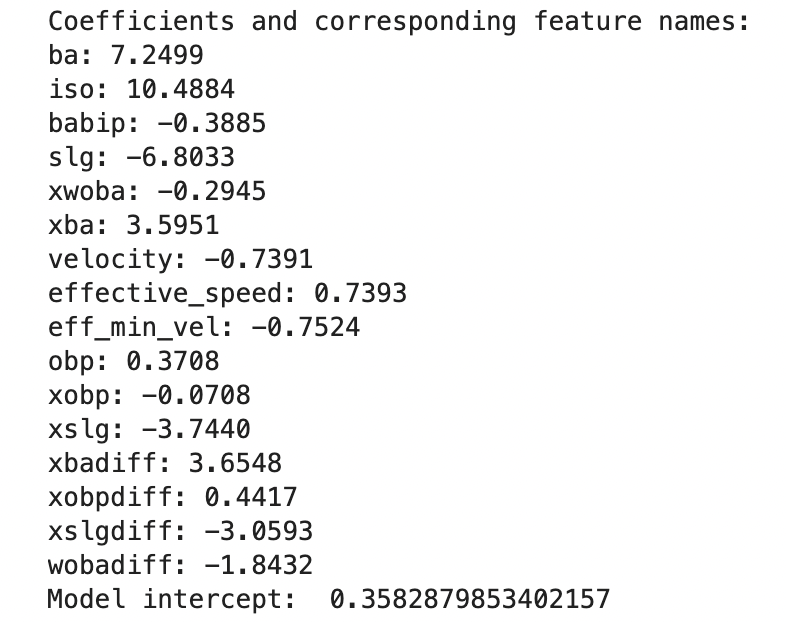 Coefficients and corresponding feature names:
ba: 7.2499
iso: 10.4884
babip: -0.3885
slg: -6.8033
xwoba: -0.2945
xba: 3.5951
velocity: -0.7391
effective_speed: 0.7393
eff_min_vel: -0.7524
obp: 0.3708
xobp: -0.0708
xslg: -3.7440
xbadiff: 3.6548
xobpdiff: 0.4417
xslgdiff: -3.0593
wobadiff: -1.8432
Model intercept:  0.3582879853402157